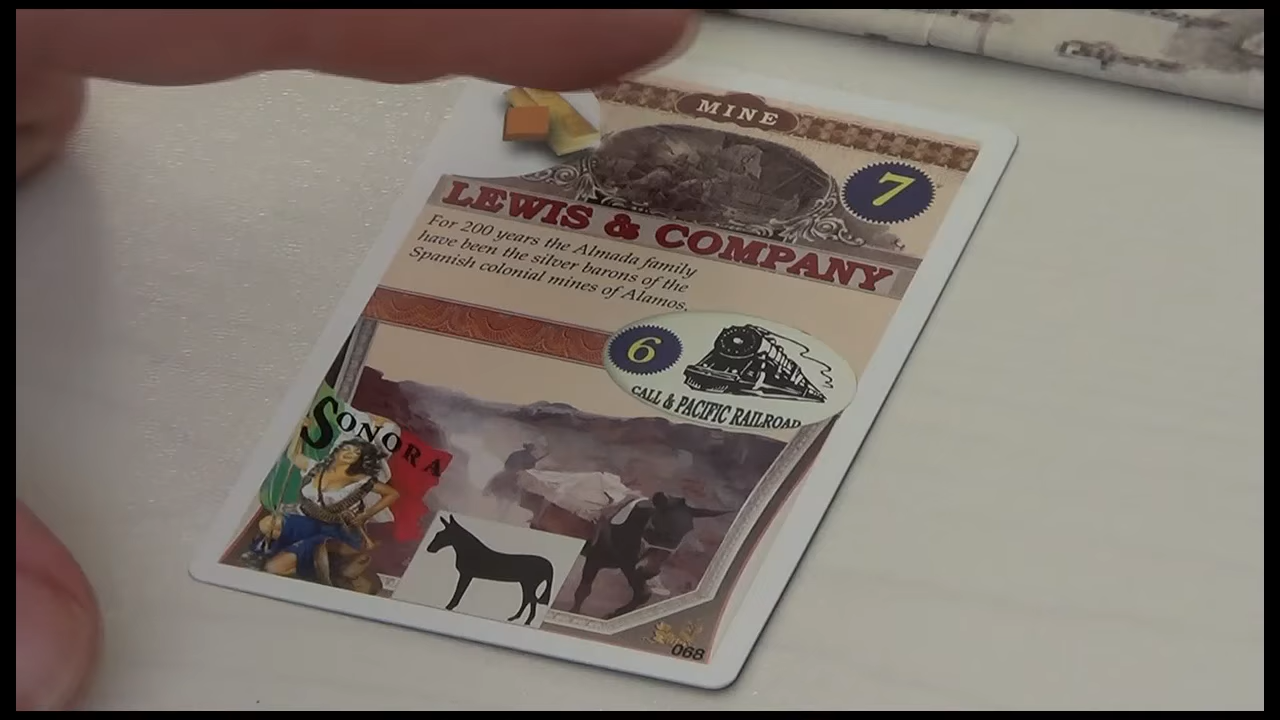 MINE
7
LEWIS & COMPANY
For 200 years the Almada family
have been the silver barons of the
Spanish colonial mines of Alamos.
6
CALL & PACIFIC RAILROAD
SONORA
068